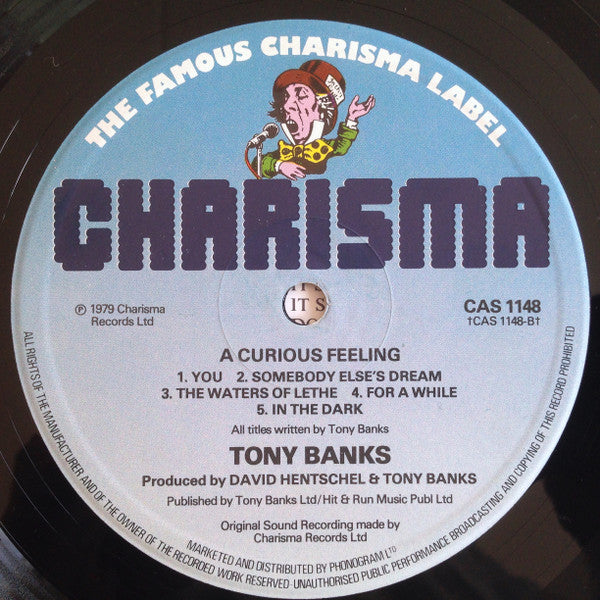 THE FAMOUS CHARISMA LABEL
CHARISMA
℗ 1979 Charisma
Records Ltd
IT S
CAS 1148
†CAS 1148-B†
A CURIOUS FEELING
1. YOU 2. SOMEBODY ELSE'S DREAM
3. THE WATERS OF LETHE 4. FOR A WHILE
5. IN THE DARK
All titles written by Tony Banks
TONY BANKS
Produced by DAVID HENTSCHEL & TONY BANKS
Published by Tony Banks Ltd/Hit & Run Music Publ Ltd
Original Sound Recording made by
Charisma Records Ltd
MARKETED AND DISTRIBUTED BY PHONOGRAM LTD
ALL RIGHTS OF THE MANUFACTURER AND OF THE OWNER OF THE RECORDED WORK RESERVED·UNAUTHORISED PUBLIC PERFORMANCE BROADCASTING AND COPYING OF THIS RECORD PROHIBITED